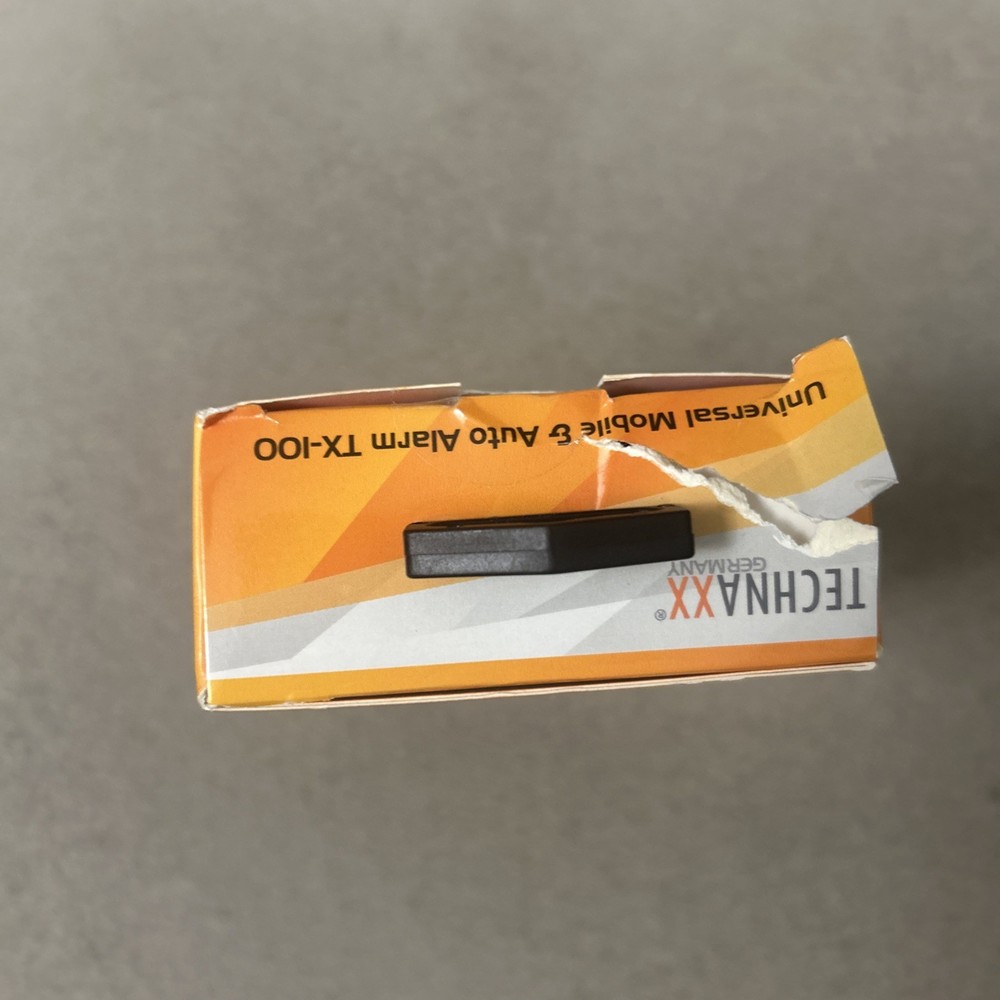 TECHNAXX®
GERMANY
Universal Mobile & Auto Alarm TX-100